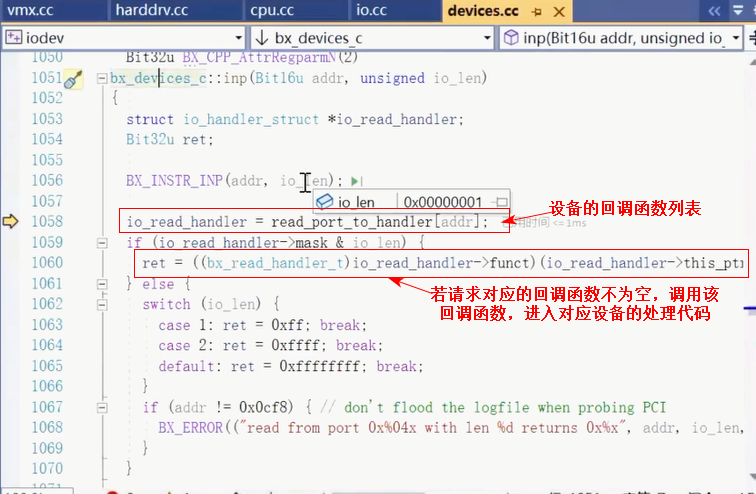 vmx.cc harddrv.cc cpu.cc io.cc devices.cc
iodev bx_devices_c inp(Bit16u addr, unsigned io_
1050 Bit32u BX_CPP_AttrRegparmN(2)
1051 bx_devices_c::inp(Bit16u addr, unsigned io_len)
1052 {
1053 struct io_handler_struct *io_read_handler;
1054 Bit32u ret;
1055
1056 BX_INSTR_INP(addr, io_len);
io_len 0x00000001
设备的回调函数列表
1058 io_read_handler = read_port_to_handler[addr]; 用时间 <= 1ms
1059 if (io_read_handler->mask & io_len) {
1060 ret = ((bx_read_handler_t)io_read_handler->funct)(io_read_handler->this_pt
1061 } else {
若请求对应的回调函数不为空，调用该
回调函数，进入对应设备的处理代码
1062 switch (io_len) {
1063 case 1: ret = 0xff; break;
1064 case 2: ret = 0xffff; break;
1065 default: ret = 0xffffffff; break;
1066 }
1067 if (addr != 0x0cf8) { // don't flood the logfile when probing PCI
1068 BX_ERROR(("read from port 0x%04x with len %d returns 0x%x", addr, io_len,
1069 }
1070 }